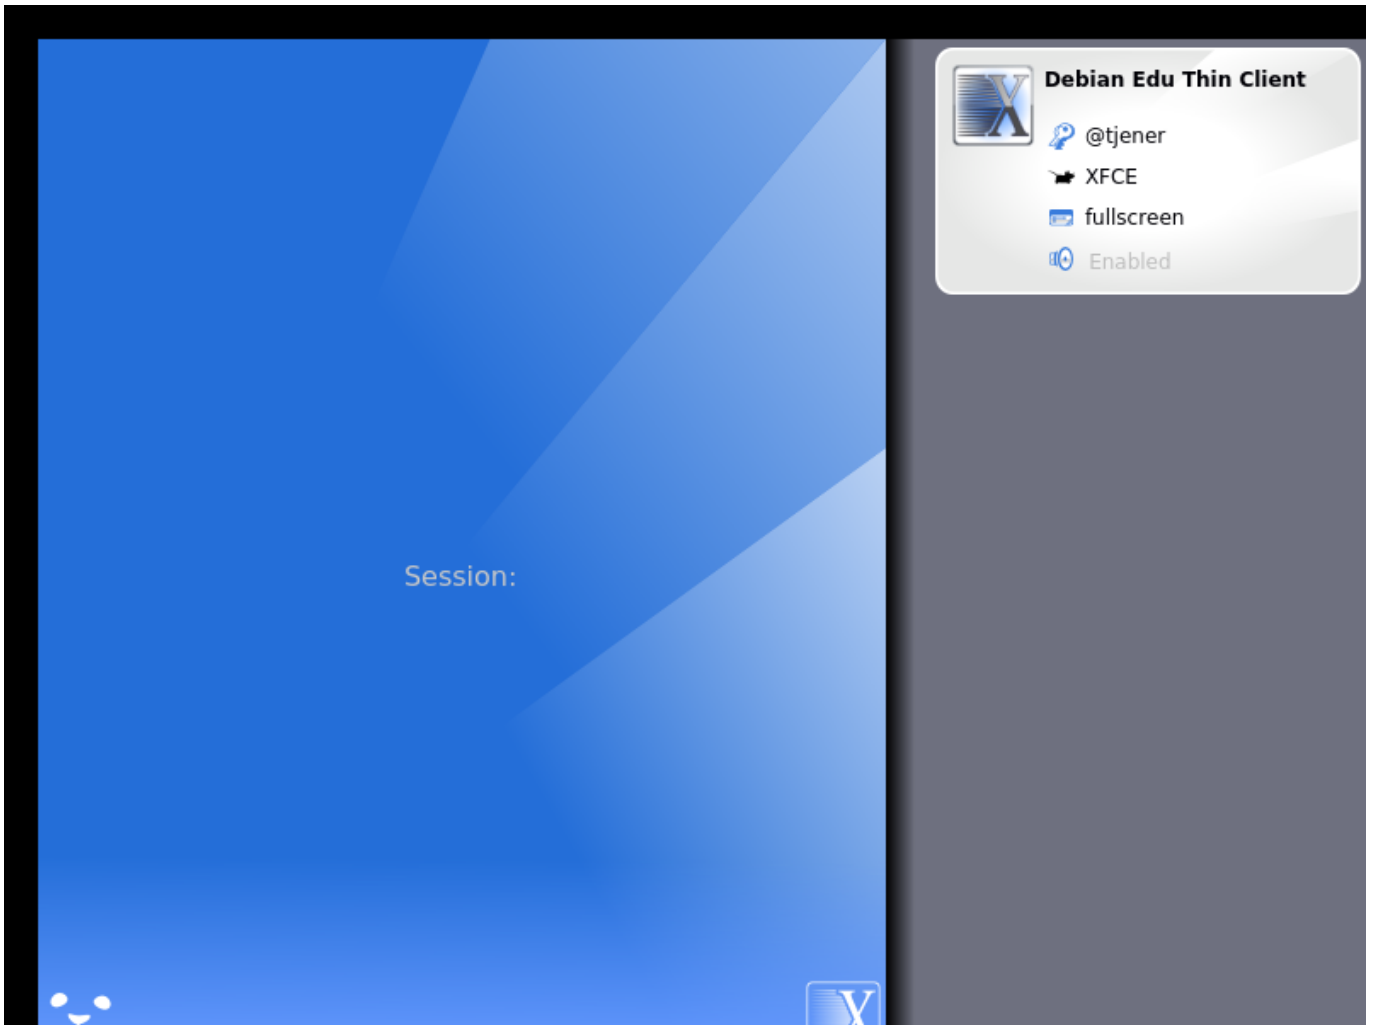 Debian Edu Thin Client
@tjener
XFCE
fullscreen
Enabled
Session:
X
X